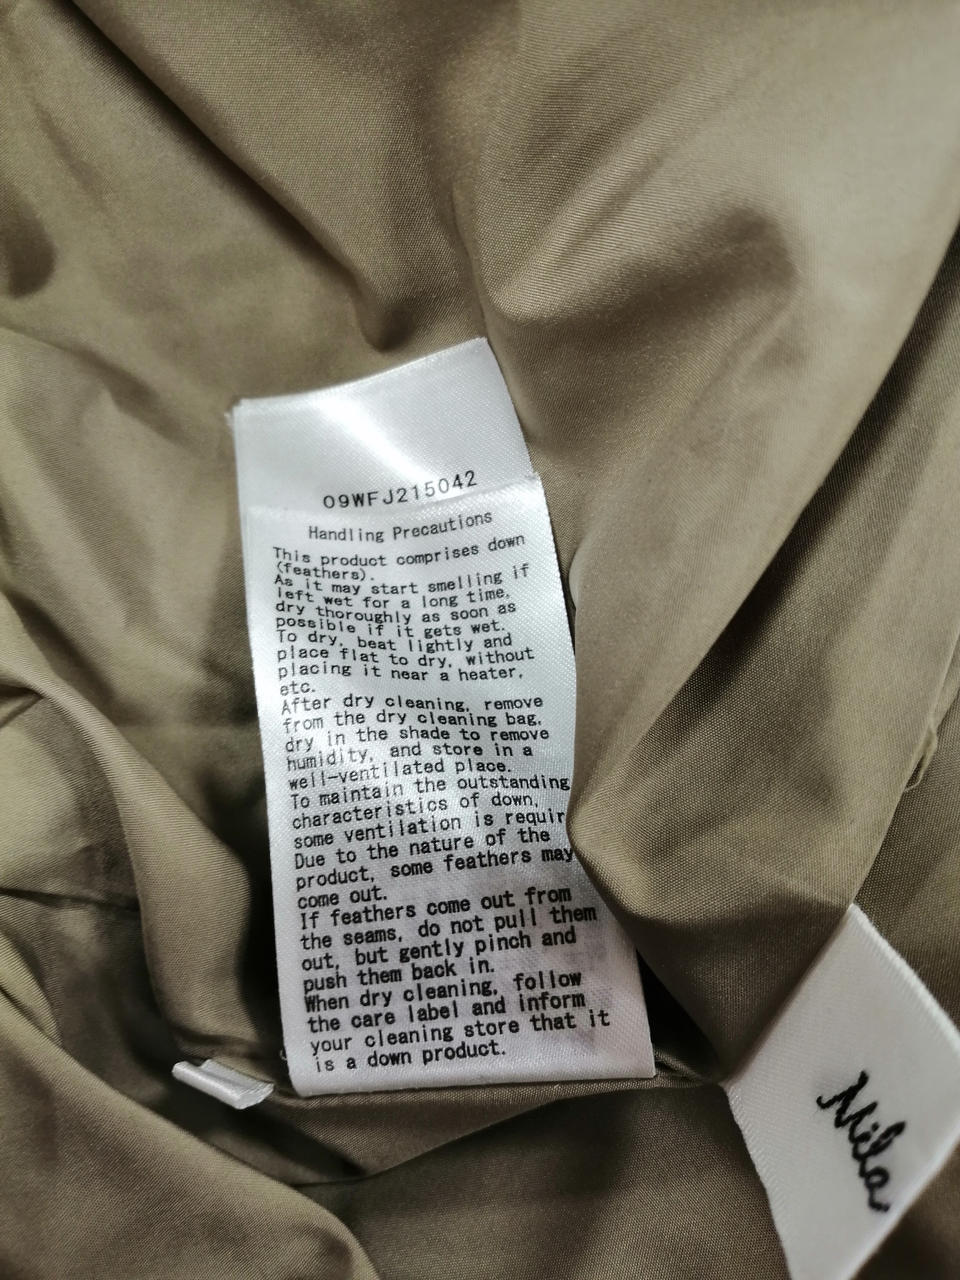 09WFJ215042
Handling Precautions
This product comprises down
(feathers).
As it may start smelling if
left wet for a long time,
dry thoroughly as soon as
possible if it gets wet.
To dry, beat lightly and
place flat to dry, without
placing it near a heater,
etc.
After dry cleaning, remove
from the dry cleaning bag,
dry in the shade to remove
humidity, and store in a
well-ventilated place.
To maintain the outstanding
characteristics of down,
some ventilation is requir
Due to the nature of the
product, some feathers may
come out.
If feathers come out from
the seams, do not pull them
out, but gently pinch and
push them back in.
When dry cleaning, follow
the care label and inform
your cleaning store that it
is a down product.
Mila